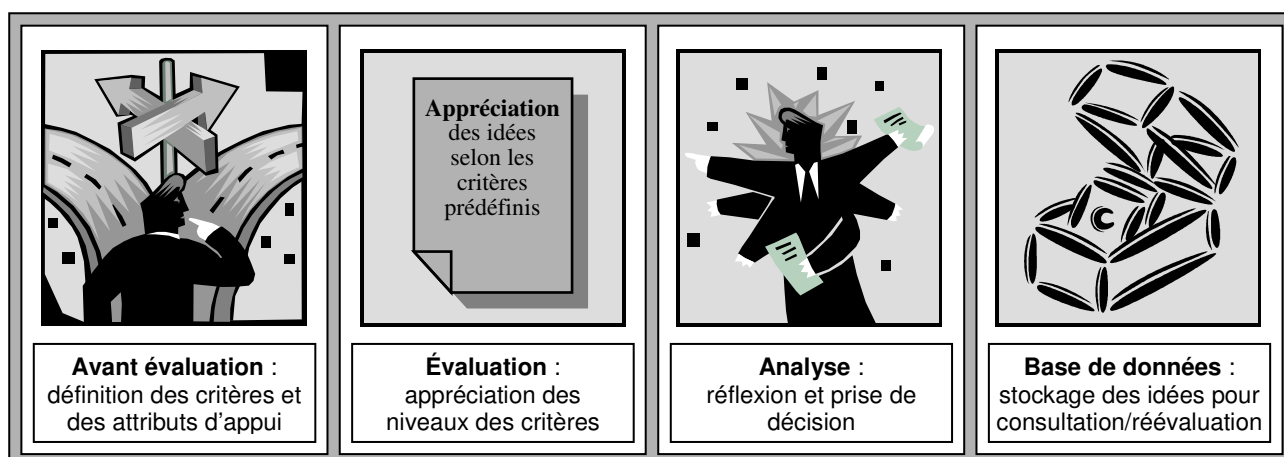 Appréciation
des idées
selon les
critères
prédéfinis
Avant évaluation :
définition des critères et
des attributs d'appui
Évaluation :
appréciation des
niveaux des critères
Analyse :
réflexion et prise de
décision
Base de données :
stockage des idées pour
consultation/réévaluation